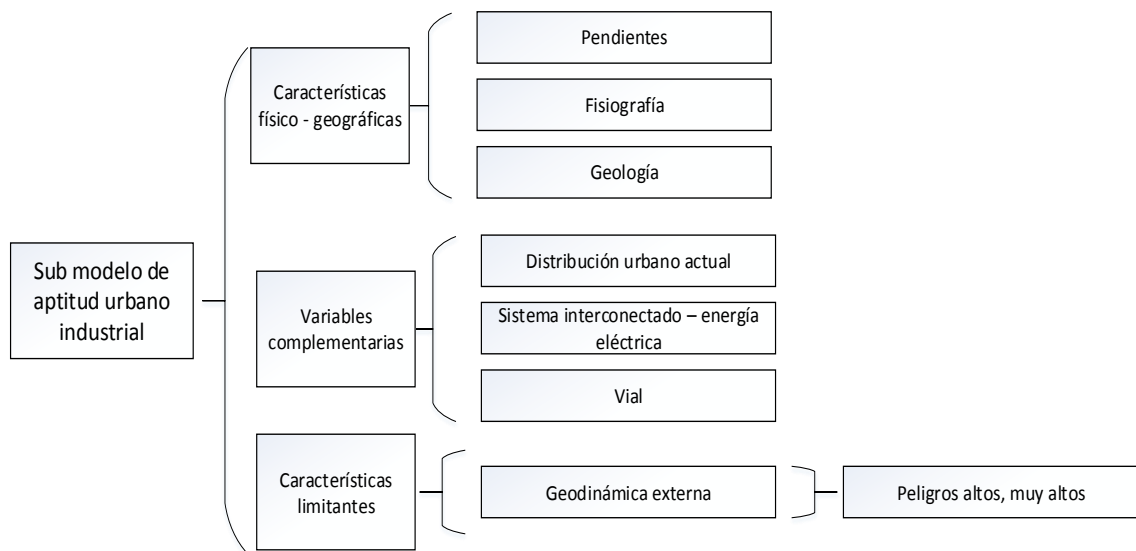 Sub modelo de
aptitud urbano
industrial
Características
físico - geográficas
Pendientes
Fisiografía
Geología
Variables
complementarias
Distribución urbano actual
Sistema interconectado – energía
eléctrica
Vial
Características
limitantes
Geodinámica externa
Peligros altos, muy altos